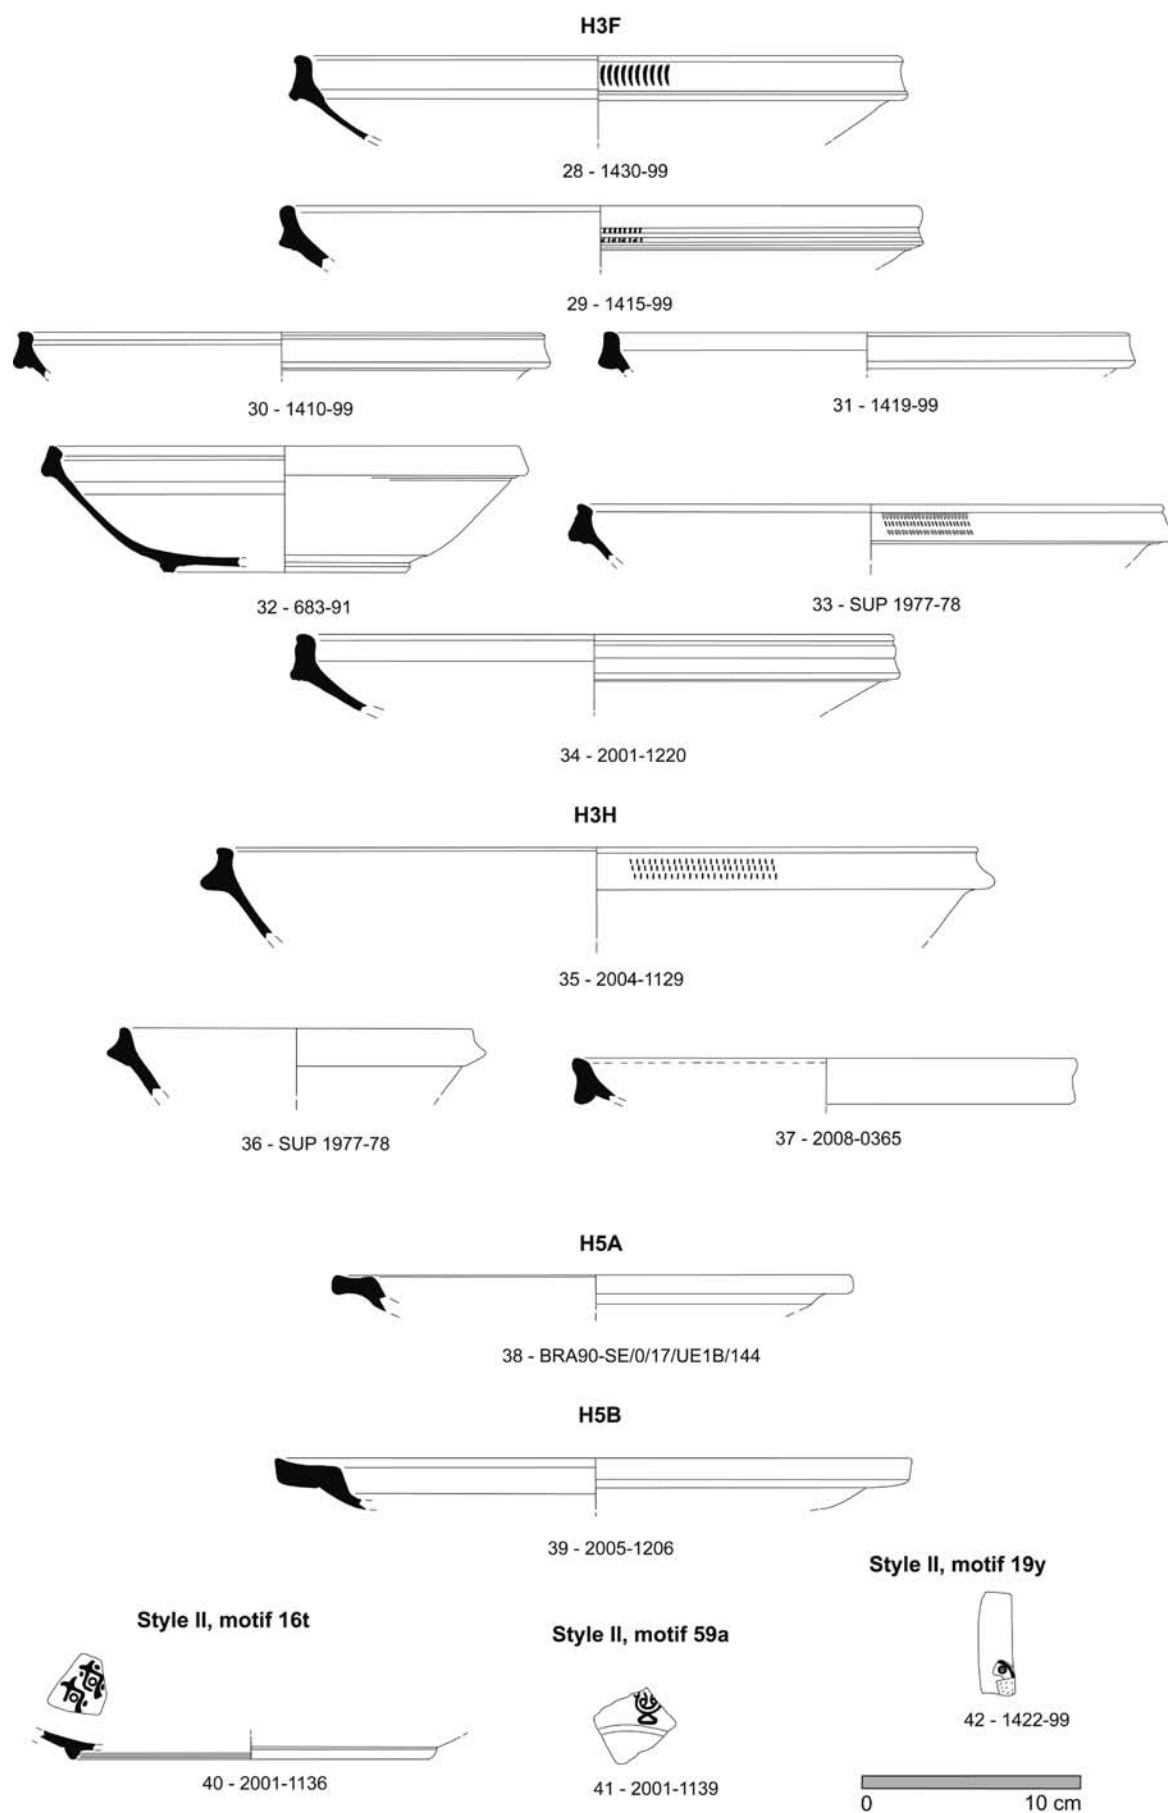 H3F
28 - 1430-99
29 - 1415-99
30 - 1410-99
31 - 1419-99
32 - 683-91
33 - SUP 1977-78
34 - 2001-1220
H3H
35 - 2004-1129
36 - SUP 1977-78
37 - 2008-0365
H5A
38 - BRA90-SE/0/17/UE1B/144
H5B
39 - 2005-1206
Style II, motif 19y
Style II, motif 16t
Style II, motif 59a
42 - 1422-99
40 - 2001-1136
41 - 2001-1139
0 10 cm